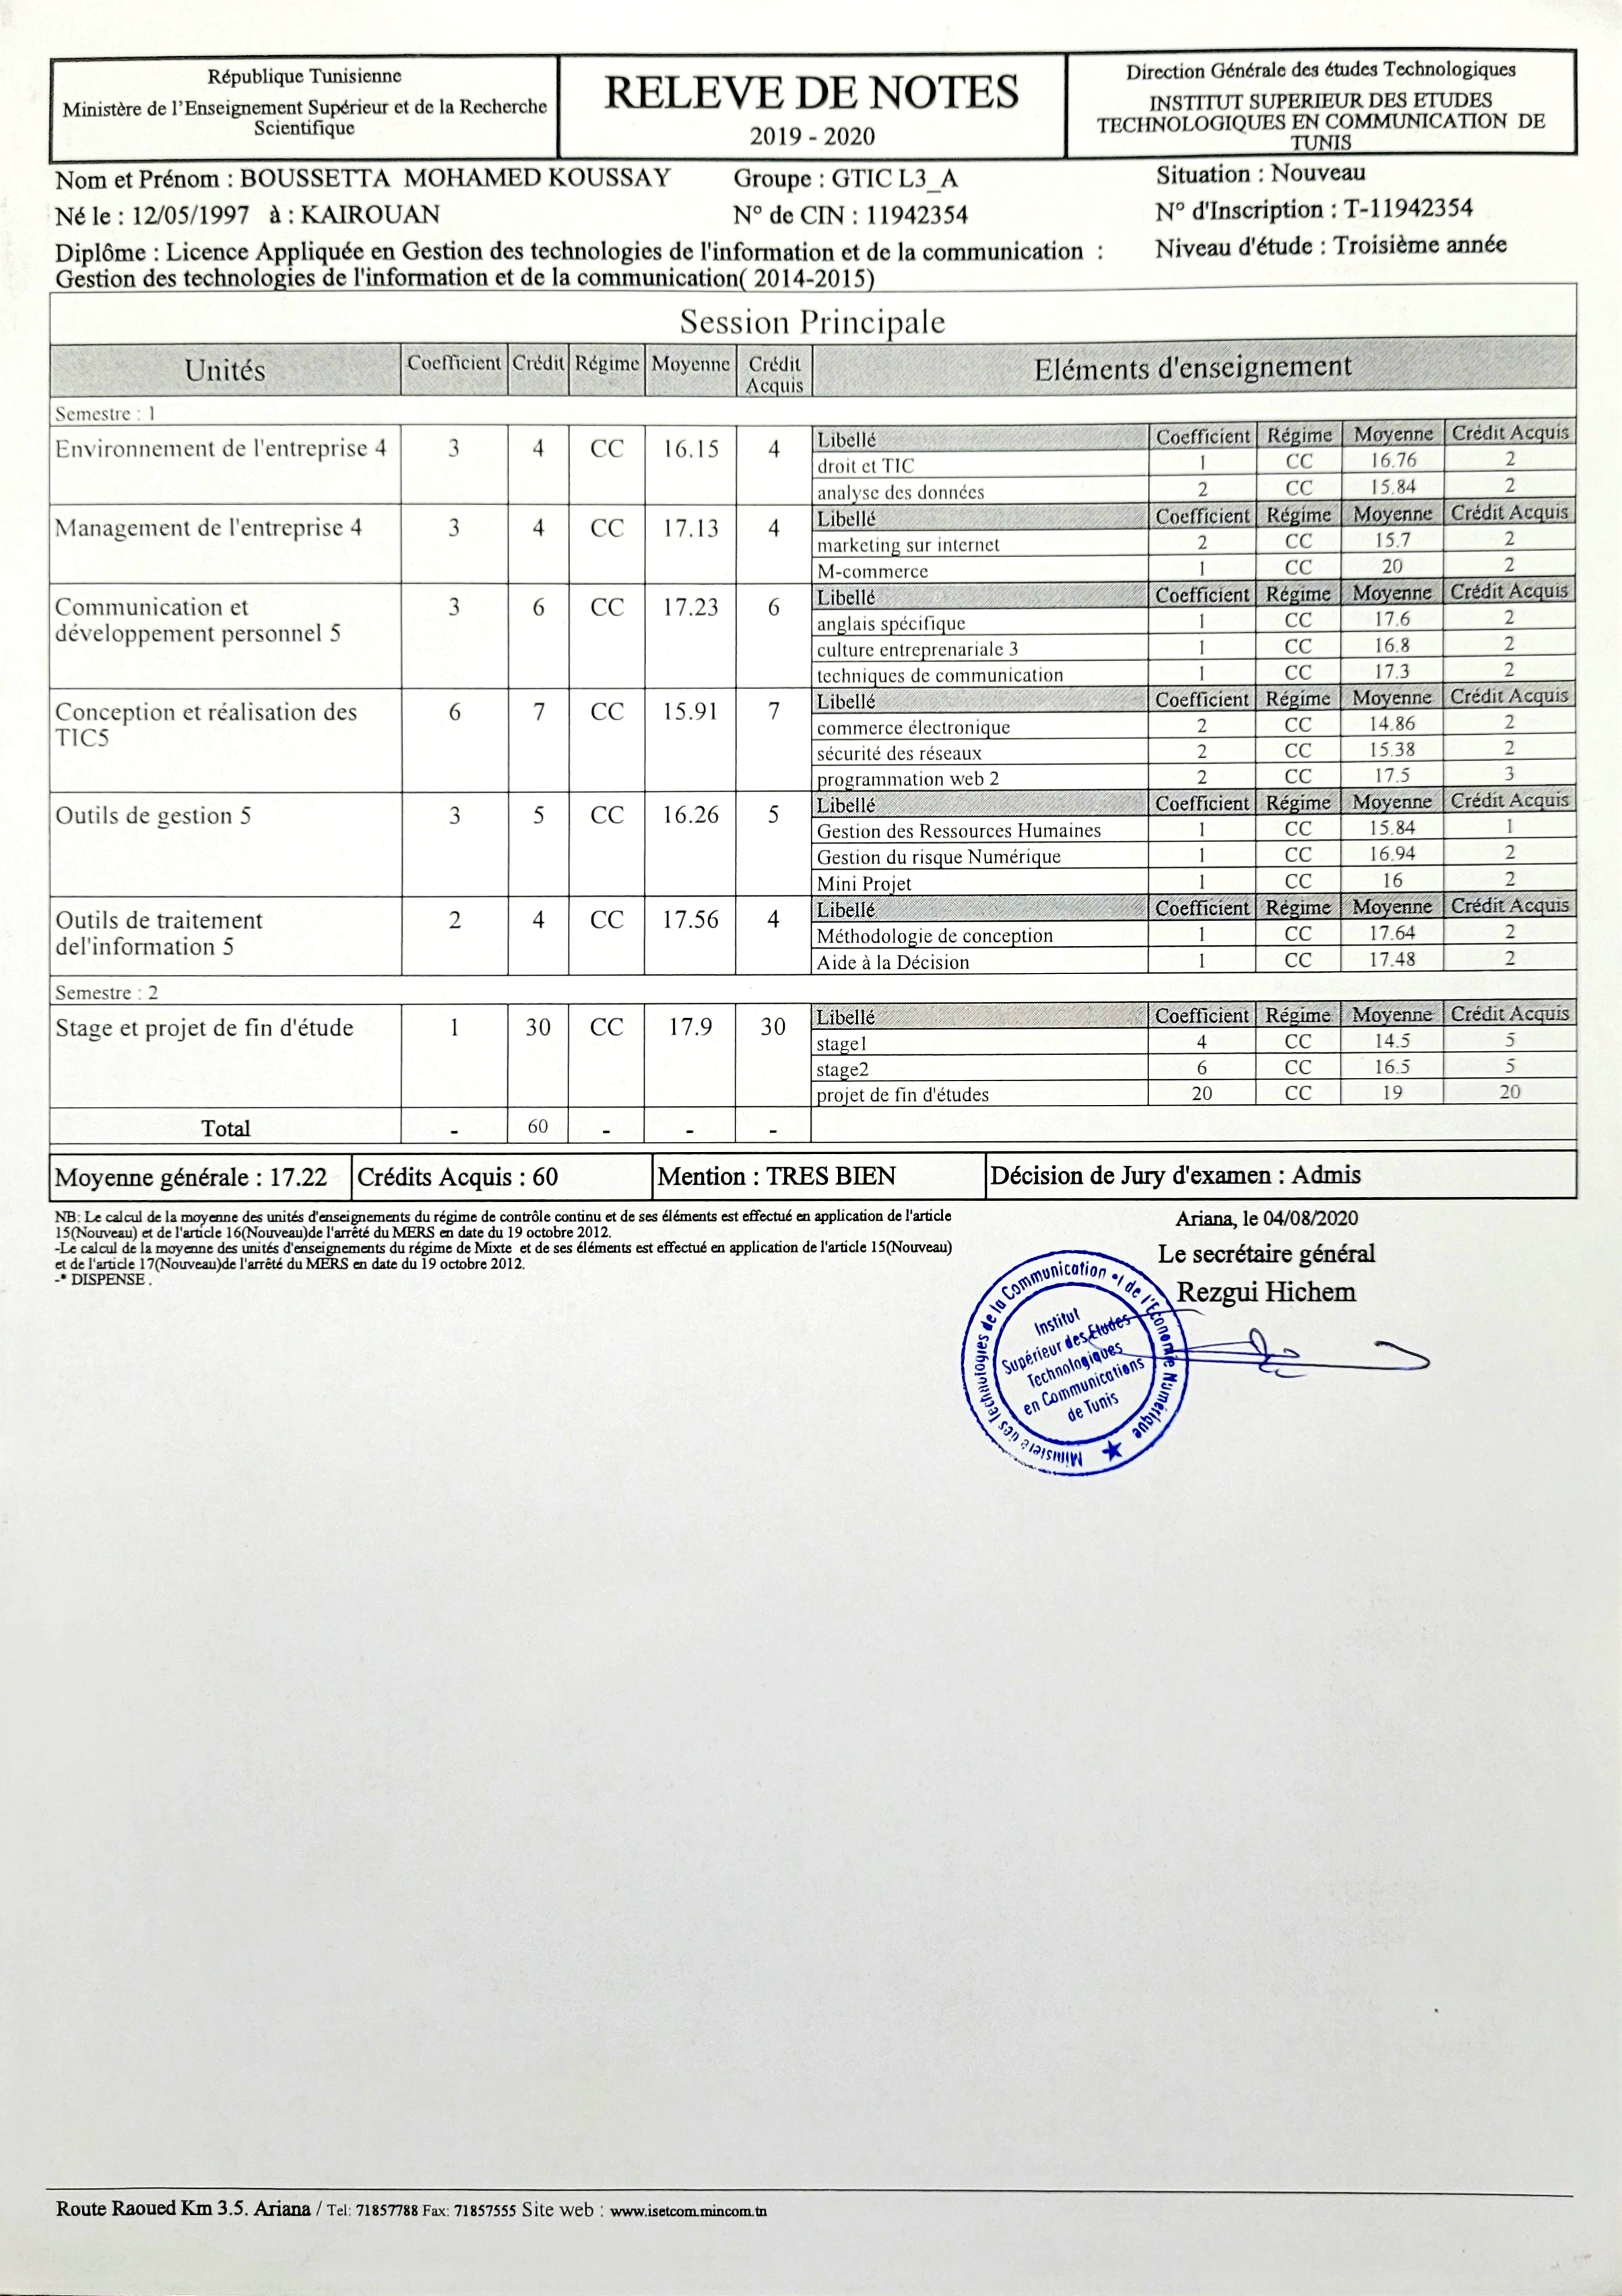 République Tunisienne
Ministère de l'Enseignement Supérieur et de la Recherche
Scientifique
RELEVE DE NOTES
2019 - 2020
Direction Générale des études Technologiques
INSTITUT SUPERIEUR DES ETUDES
TECHNOLOGIQUES EN COMMUNICATION DE
TUNIS
Nom et Prénom : BOUSSETTA MOHAMED KOUSSAY Groupe : GTIC L3_A Situation : Nouveau
Né le : 12/05/1997 à : KAIROUAN N° de CIN : 11942354 N° d'Inscription : T-11942354
Diplôme : Licence Appliquée en Gestion des technologies de l'information et de la communication : Niveau d'étude : Troisième année
Gestion des technologies de l'information et de la communication( 2014-2015)
Session Principale
Unités Coefficient Crédit Régime Moyenne Crédit Acquis Eléments d'enseignement
Semestre : 1
Environnement de l'entreprise 4 3 4 CC 16.15 4
Libellé Coefficient Régime Moyenne Crédit Acquis
droit et TIC 1 CC 16.76 2
analyse des données 2 CC 15.84 2
Management de l'entreprise 4 3 4 CC 17.13 4
Libellé Coefficient Régime Moyenne Crédit Acquis
marketing sur internet 2 CC 15.7 2
M-commerce 1 CC 20 2
Communication et
développement personnel 5 3 6 CC 17.23 6
Libellé Coefficient Régime Moyenne Crédit Acquis
anglais spécifique 1 CC 17.6 2
culture entreprenariale 3 1 CC 16.8 2
techniques de communication 1 CC 17.3 2
Conception et réalisation des
TIC5 6 7 CC 15.91 7
Libellé Coefficient Régime Moyenne Crédit Acquis
commerce électronique 2 CC 14.86 2
sécurité des réseaux 2 CC 15.38 2
programmation web 2 2 CC 17.5 3
Outils de gestion 5 3 5 CC 16.26 5
Libellé Coefficient Régime Moyenne Crédit Acquis
Gestion des Ressources Humaines 1 CC 15.84 1
Gestion du risque Numérique 1 CC 16.94 2
Mini Projet 1 CC 16 2
Outils de traitement
del'information 5 2 4 CC 17.56 4
Libellé Coefficient Régime Moyenne Crédit Acquis
Méthodologie de conception 1 CC 17.64 2
Aide à la Décision 1 CC 17.48 2
Semestre : 2
Stage et projet de fin d'étude 1 30 CC 17.9 30
Libellé Coefficient Régime Moyenne Crédit Acquis
stage1 4 CC 14.5 5
stage2 6 CC 16.5 5
projet de fin d'études 20 CC 19 20
Total - 60 - - -
Moyenne générale : 17.22 Crédits Acquis : 60 Mention : TRES BIEN Décision de Jury d'examen : Admis
NB: Le calcul de la moyenne des unités d'enseignements du régime de contrôle continu et de ses éléments est effectué en application de l'article
15(Nouveau) et de l'article 16(Nouveau)de l'arrêté du MERS en date du 19 octobre 2012.
-Le calcul de la moyenne des unités d'enseignements du régime de Mixte et de ses éléments est effectué en application de l'article 15(Nouveau)
et de l'article 17(Nouveau)de l'arrêté du MERS en date du 19 octobre 2012.
-* DISPENSE .
Ariana, le 04/08/2020
Le secrétaire général
Rezgui Hichem
Ministère des Technologies de la Communication et de l'Economie Numérique
Institut
Supérieur des Etudes
Technologiques
en Communications
de Tunis
Route Raoued Km 3.5. Ariana / Tel: 71857788 Fax: 71857555 Site web : www.isetcom.mincom.tn